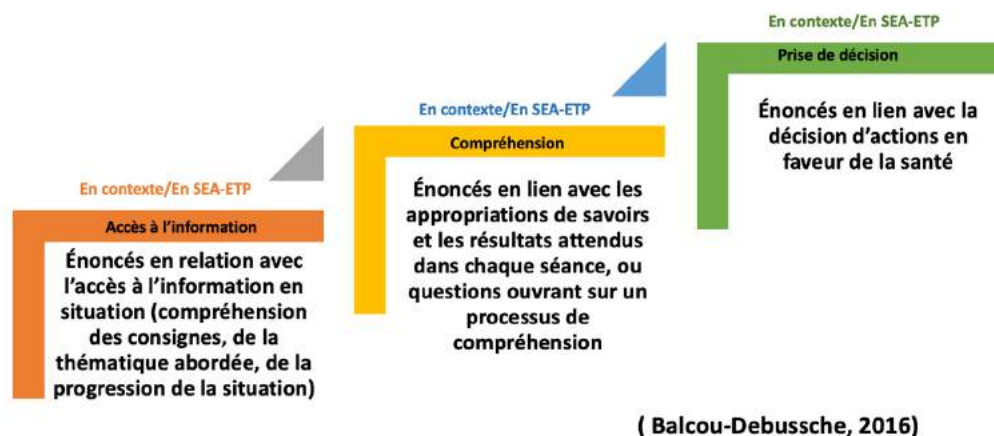 En contexte/En SEA-ETP
Accès à l'information
Énoncés en relation avec
l'accès à l'information en
situation (compréhension
des consignes, de la
thématique abordée, de la
progression de la situation)
En contexte/En SEA-ETP
Compréhension
Énoncés en lien avec les
appropriations de savoirs
et les résultats attendus
dans chaque séance, ou
questions ouvrant sur un
processus de
compréhension
En contexte/En SEA-ETP
Prise de décision
Énoncés en lien avec la
décision d'actions en
faveur de la santé
( Balcou-Debussche, 2016)